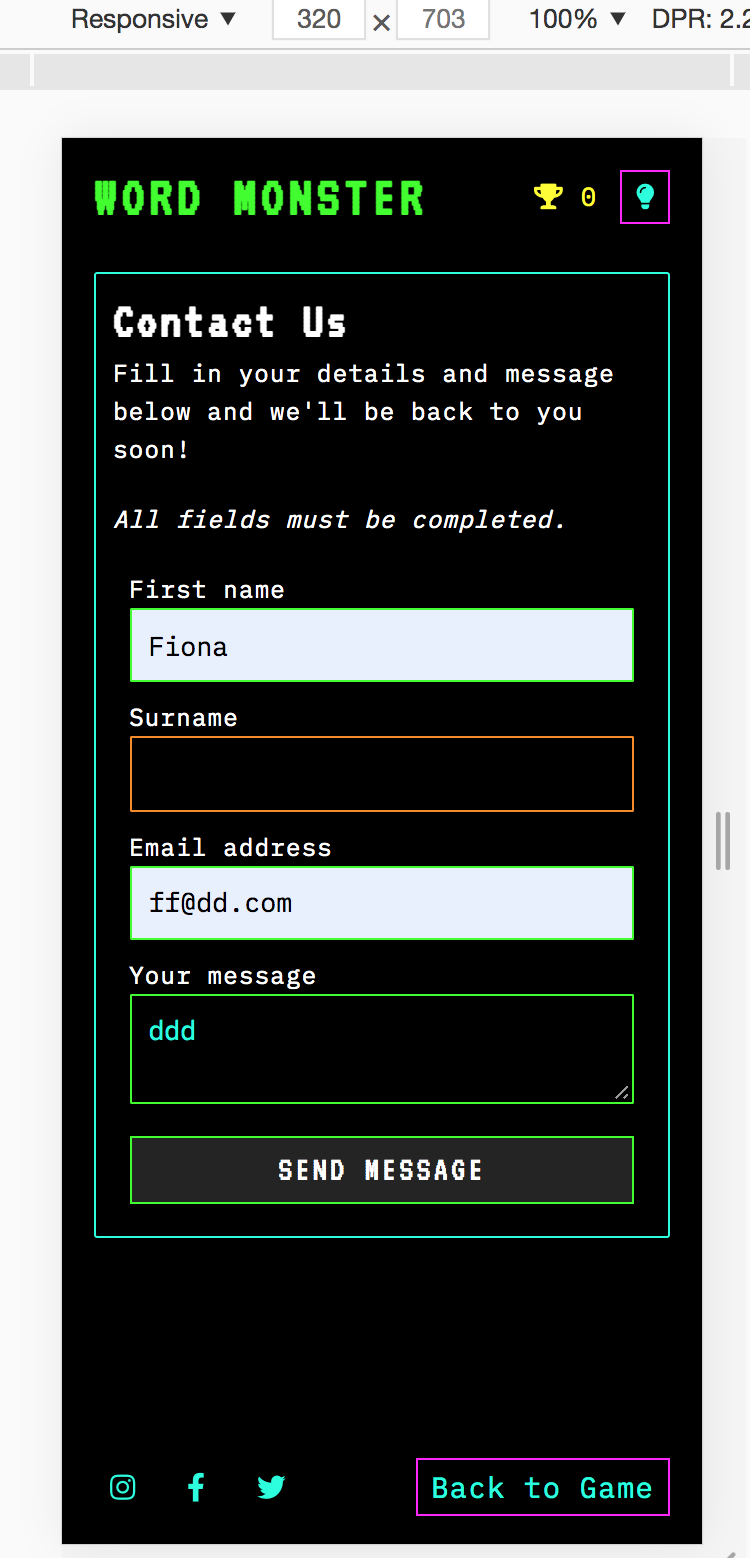 Responsive ▼ 320 × 703 100% ▼ DPR: 2.2
WORD MONSTER 0
Contact Us
Fill in your details and message
below and we'll be back to you
soon!
All fields must be completed.
First name
Fiona
Surname
Email address
ff@dd.com
Your message
ddd
SEND MESSAGE
Back to Game